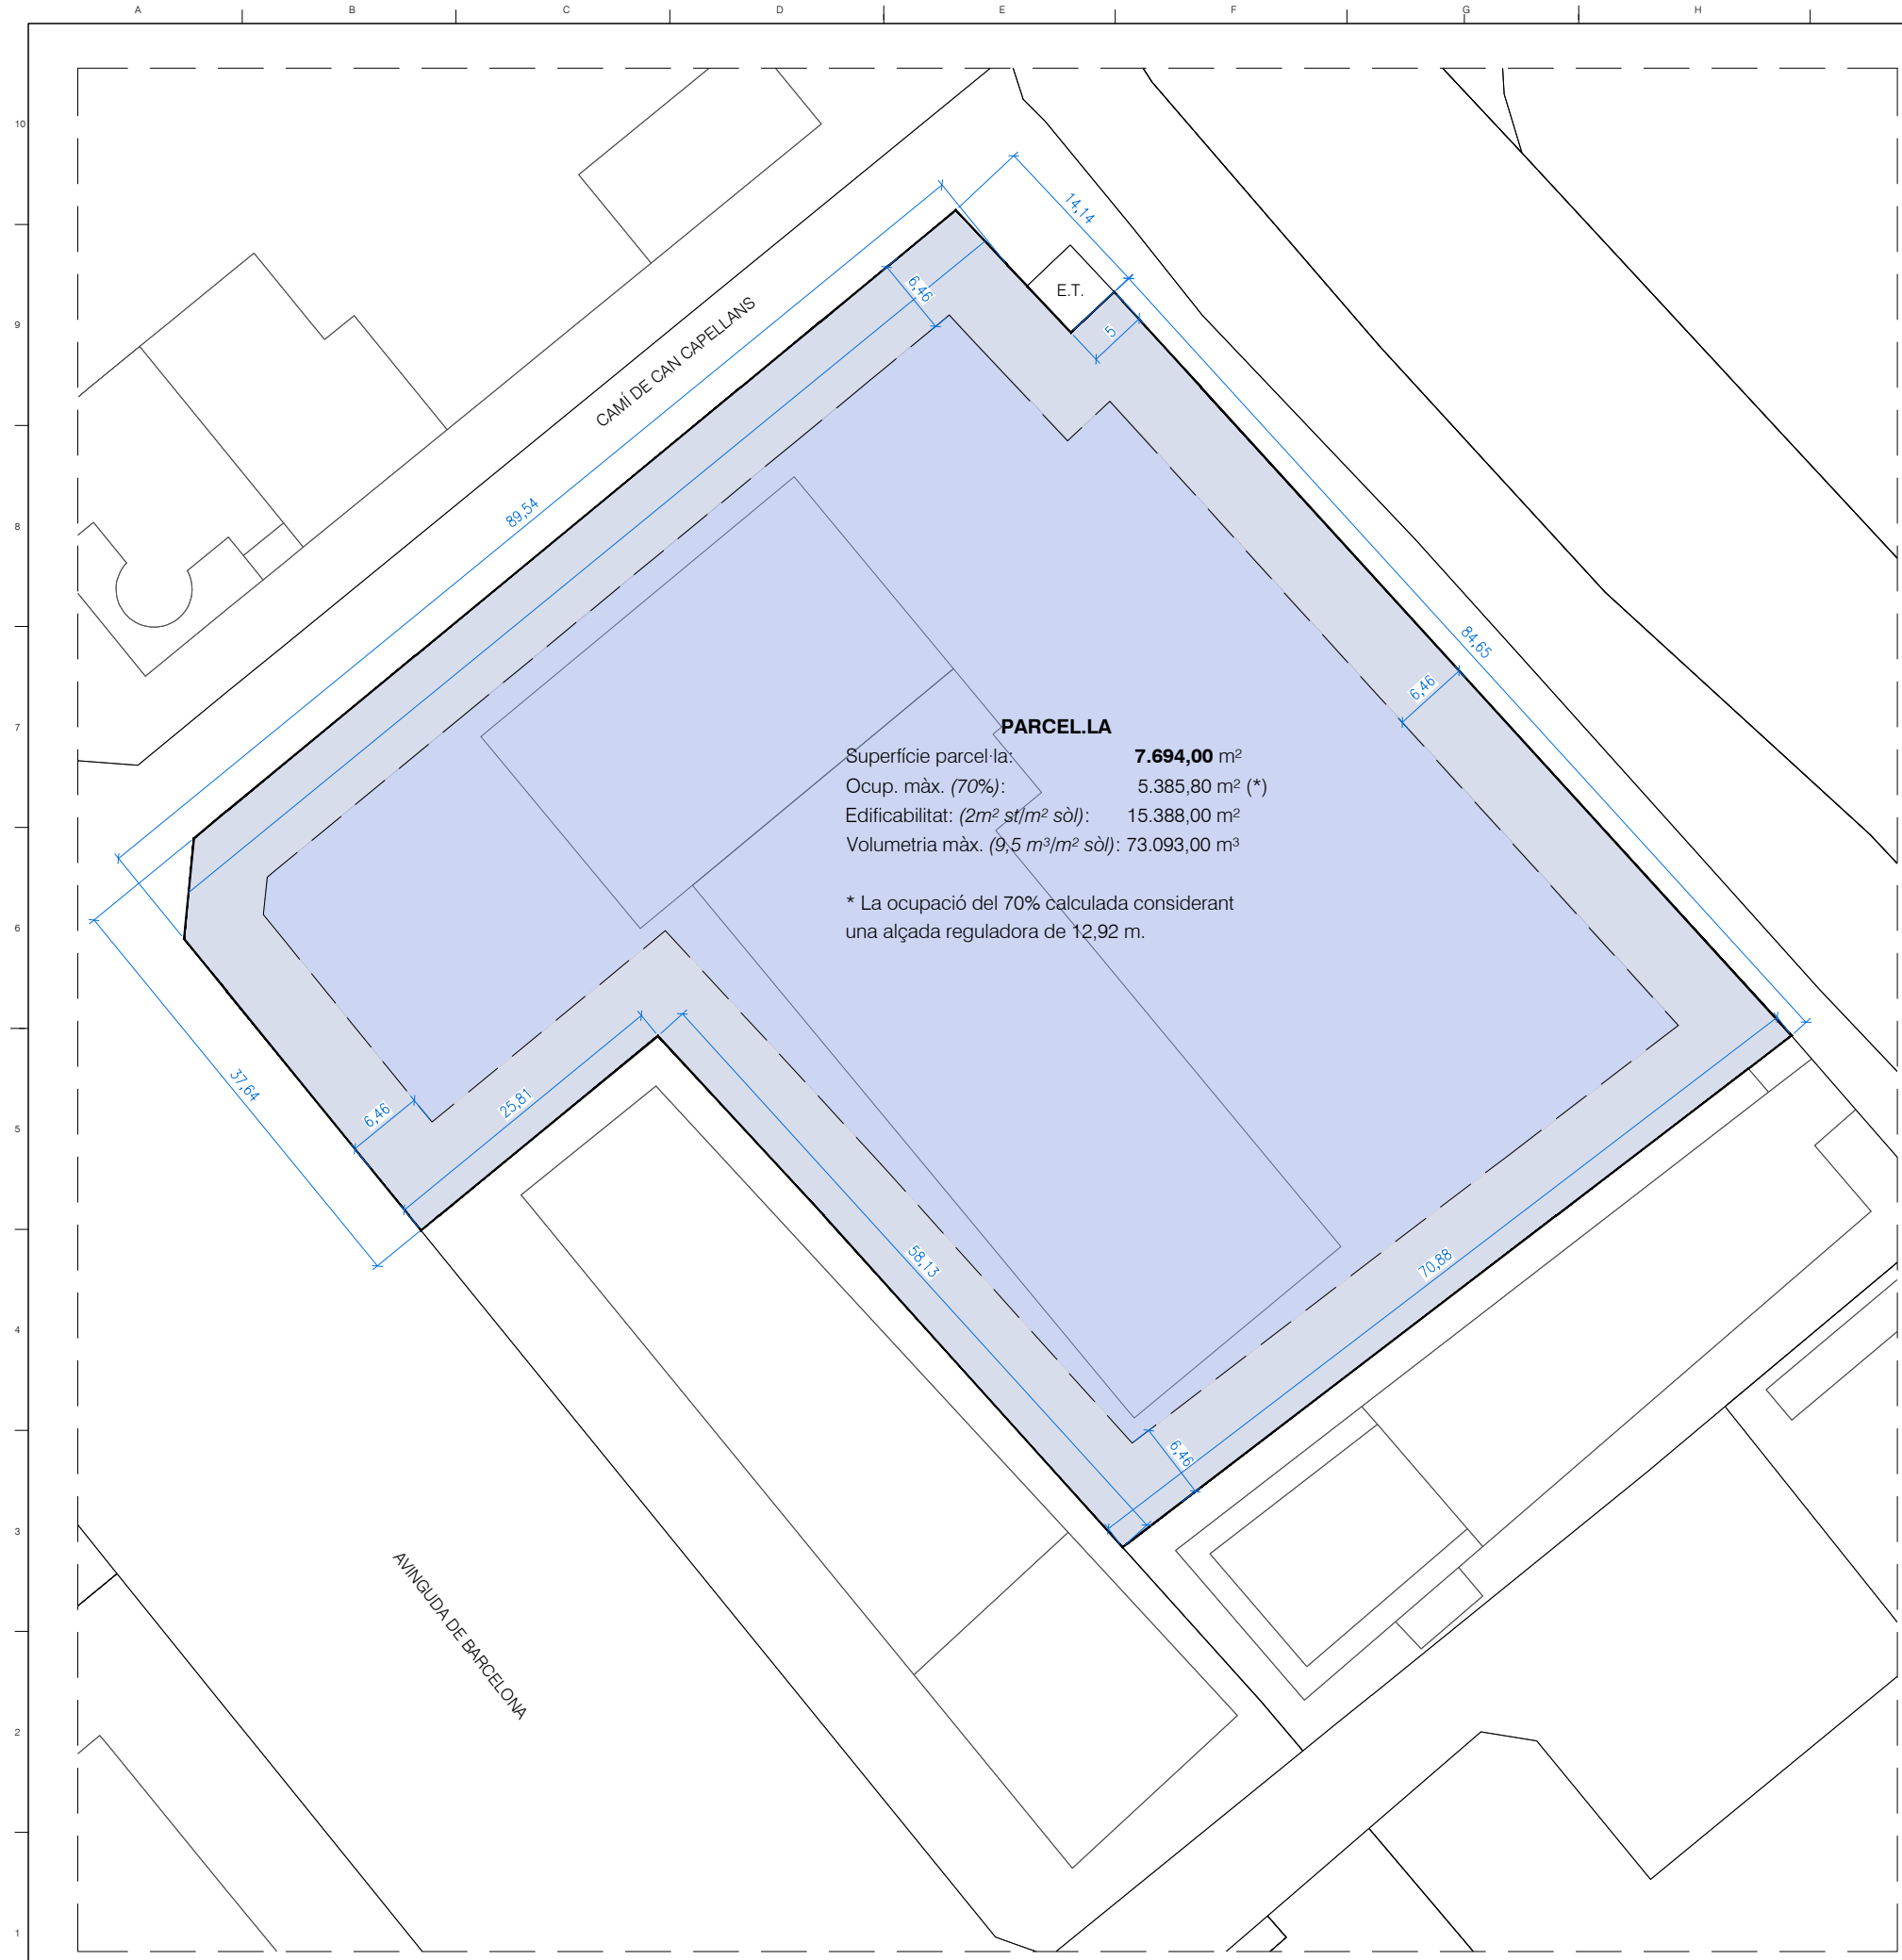 A B C D E F G H
10
14,14
E.T.
6,46
9
5
CAMÍ DE CAN CAPELLANS
89,54
8
84,65
6,46
7
PARCEL.LA
Superfície parcel·la: 7.694,00 m²
Ocup. màx. (70%): 5.385,80 m² (*)
Edificabilitat: (2m² st/m² sòl): 15.388,00 m²
Volumetria màx. (9,5 m³/m² sòl): 73.093,00 m³
* La ocupació del 70% calculada considerant
una alçada reguladora de 12,92 m.
6
37,64
25,81
6,46
5
58,13
70,88
4
6,46
3
AVINGUDA DE BARCELONA
2
1